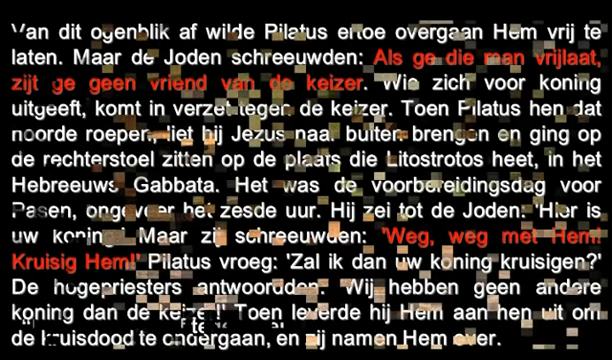 Van dit ogenblik af wilde Pilatus ertoe overgaan Hem vrij te
laten. Maar de Joden schreeuwden: Als ge die man vrijlaat,
zijt ge geen vriend van de keizer. Wie zich voor koning
uitgeeft, komt in verzet tegen de keizer. Toen Pilatus hen dat
hoorde roepen, liet hij Jezus naar buiten brengen en ging op
de rechterstoel zitten op de plaats die Litostrotos heet, in het
Hebreeuws Gabbata. Het was de voorbereidingsdag voor
Pasen, ongeveer het zesde uur. Hij zei tot de Joden: 'Hier is
uw koning! Maar zij schreeuwden: 'Weg, weg met Hem!
Kruisig Hem!' Pilatus vroeg: 'Zal ik dan uw koning kruisigen?'
De hogepriesters antwoordden: 'Wij hebben geen andere
koning dan de keizer!' Toen leverde hij Hem aan hen uit om
de kruisdood te ondergaan, en zij namen Hem over.